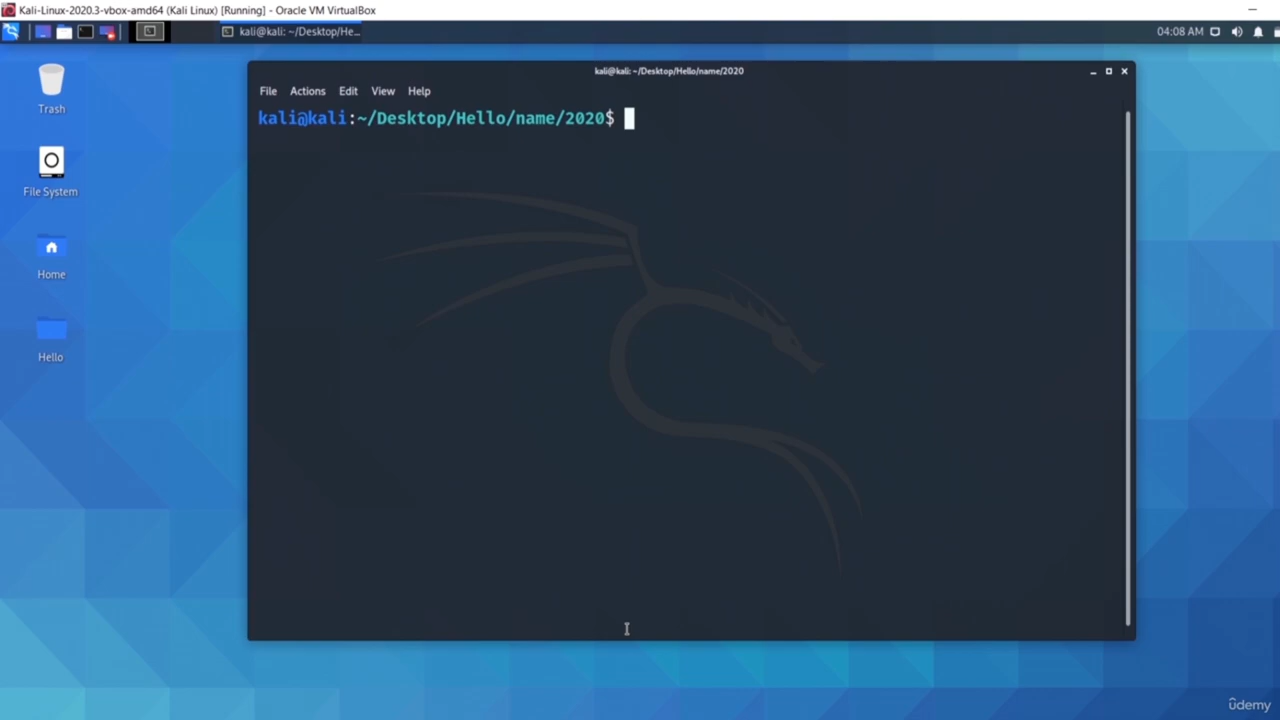 Kali-Linux-2020.3-vbox-amd64 (Kali Linux) [Running] - Oracle VM VirtualBox
kali@kali: ~/Desktop/He...
04:08 AM
kali@kali: ~/Desktop/Hello/name/2020
File Actions Edit View Help
kali@kali:~/Desktop/Hello/name/2020$
Trash
File System
Home
Hello
ûdemy